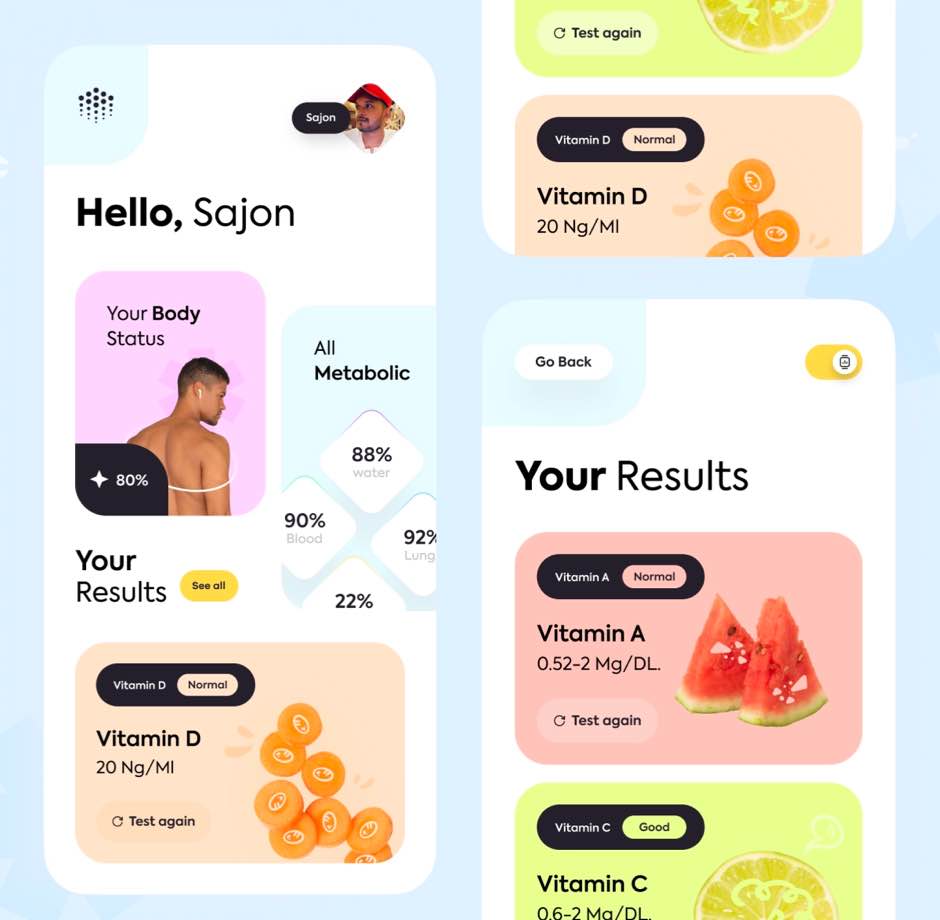 Sajon
Hello, Sajon
Your Body
Status
80%
All
Metabolic
88%
water
90%
Blood
92%
Lung
22%
Your
Results
See all
Vitamin D
Normal
Vitamin D
20 Ng/Ml
Test again
Test again
Vitamin D
Normal
Vitamin D
20 Ng/Ml
Go Back
Your Results
Vitamin A
Normal
Vitamin A
0.52-2 Mg/DL.
Test again
Vitamin C
Good
Vitamin C
0.6-2 Mg/DL.